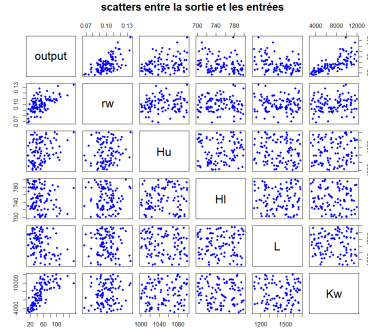 scatters entre la sortie et les entrées
0.07 0.10 0.13
700 740 780
4000 8000 12000
output
rw
0.07 0.10 0.13
Hu
Hl
700 740 780
L
Kw
4000 10000
20 60 100
1000 1040 1080
1200 1500